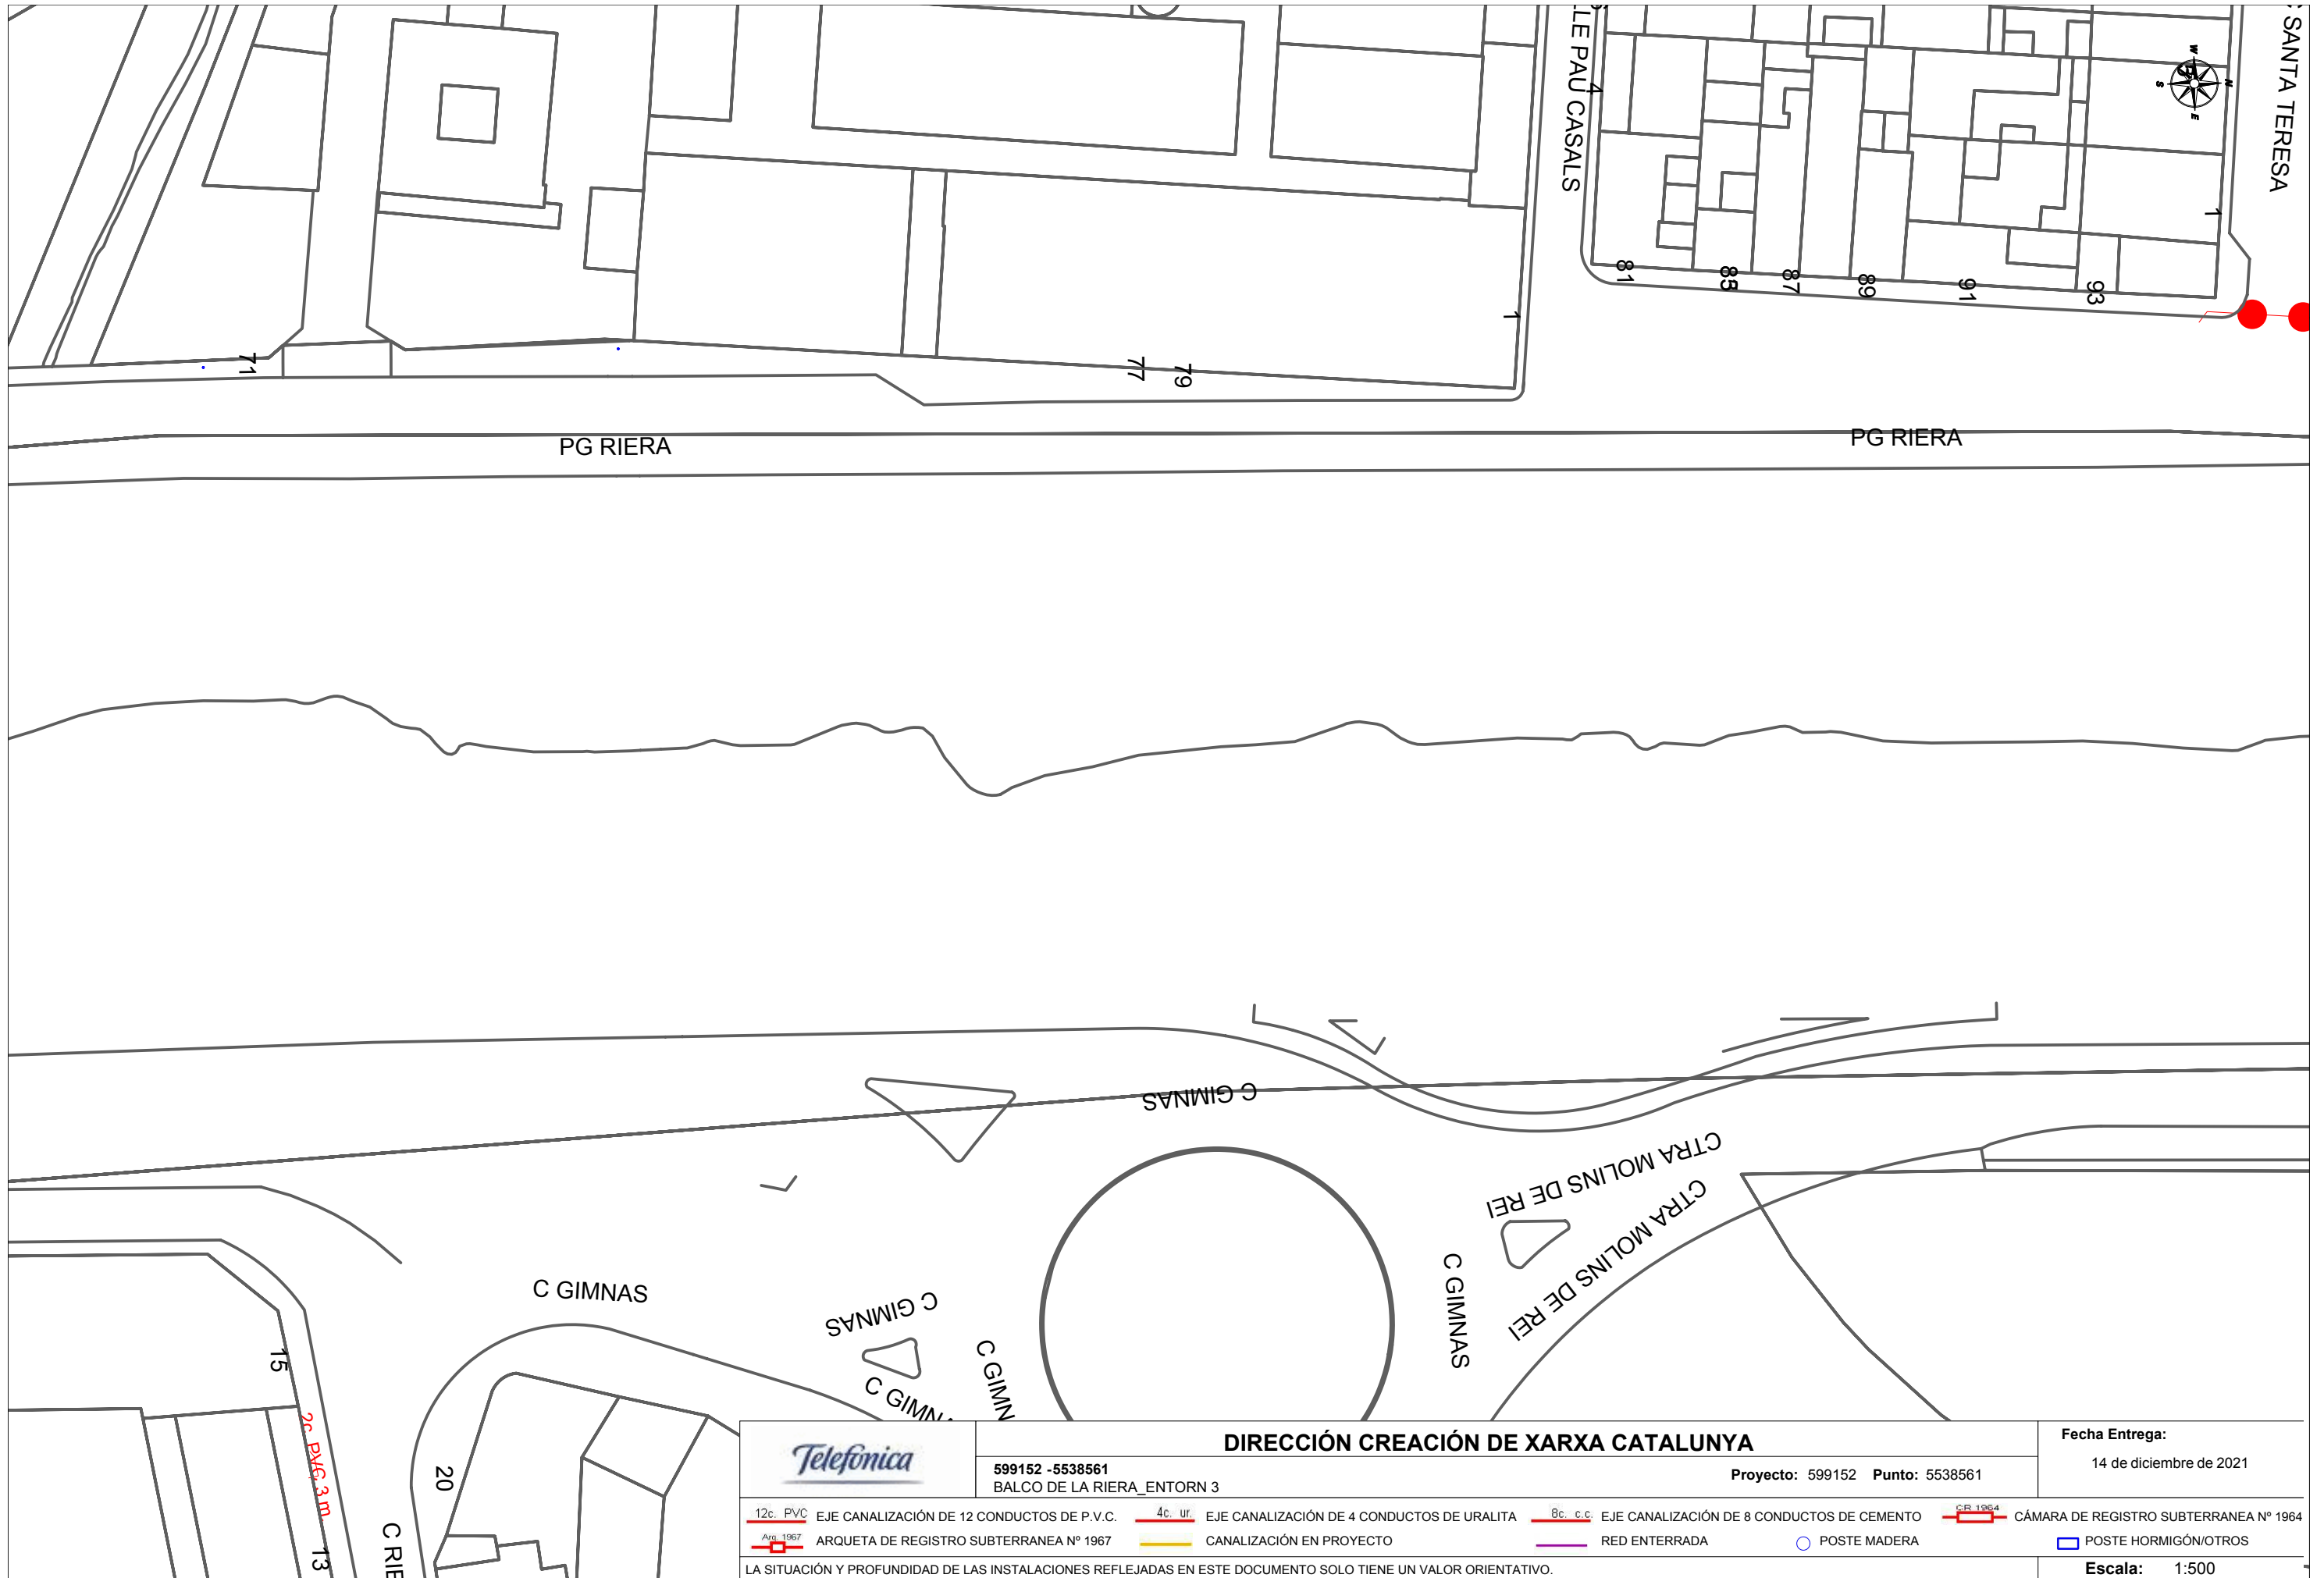 LLE PAU CASALS
C SANTA TERESA
W
N
S
E
4
1
81
87
89
91
93
1
71
77
79
PG RIERA
PG RIERA
C GIMNAS
CTRA MOLINS DE REI
CTRA MOLINS DE REI
C GIMNAS
C GIMNAS
C GIMNAS
C GIMN
C GIMNA
15
2c. PVC, 3 m.
20
13
C RIE
Telefónica
DIRECCIÓN CREACIÓN DE XARXA CATALUNYA
Fecha Entrega:
14 de diciembre de 2021
599152 -5538561
BALCO DE LA RIERA_ENTORN 3
Proyecto: 599152 Punto: 5538561
12c. PVC EJE CANALIZACIÓN DE 12 CONDUCTOS DE P.V.C. 4c. ur. EJE CANALIZACIÓN DE 4 CONDUCTOS DE URALITA 8c. c.c. EJE CANALIZACIÓN DE 8 CONDUCTOS DE CEMENTO CR 1964 CÁMARA DE REGISTRO SUBTERRANEA Nº 1964
Arq. 1967 ARQUETA DE REGISTRO SUBTERRANEA Nº 1967 CANALIZACIÓN EN PROYECTO RED ENTERRADA POSTE MADERA POSTE HORMIGÓN/OTROS
LA SITUACIÓN Y PROFUNDIDAD DE LAS INSTALACIONES REFLEJADAS EN ESTE DOCUMENTO SOLO TIENE UN VALOR ORIENTATIVO.
Escala: 1:500